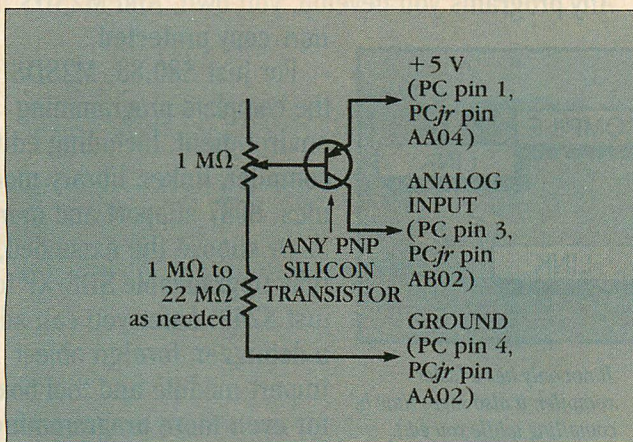 +5 V
(PC pin 1,
PCjr pin
AA04)
1 MΩ
ANALOG
INPUT
(PC pin 3,
PCjr pin
AB02)
ANY PNP
SILICON
TRANSISTOR
1 MΩ to
22 MΩ
as needed
GROUND
(PC pin 4,
PCjr pin
AA02)